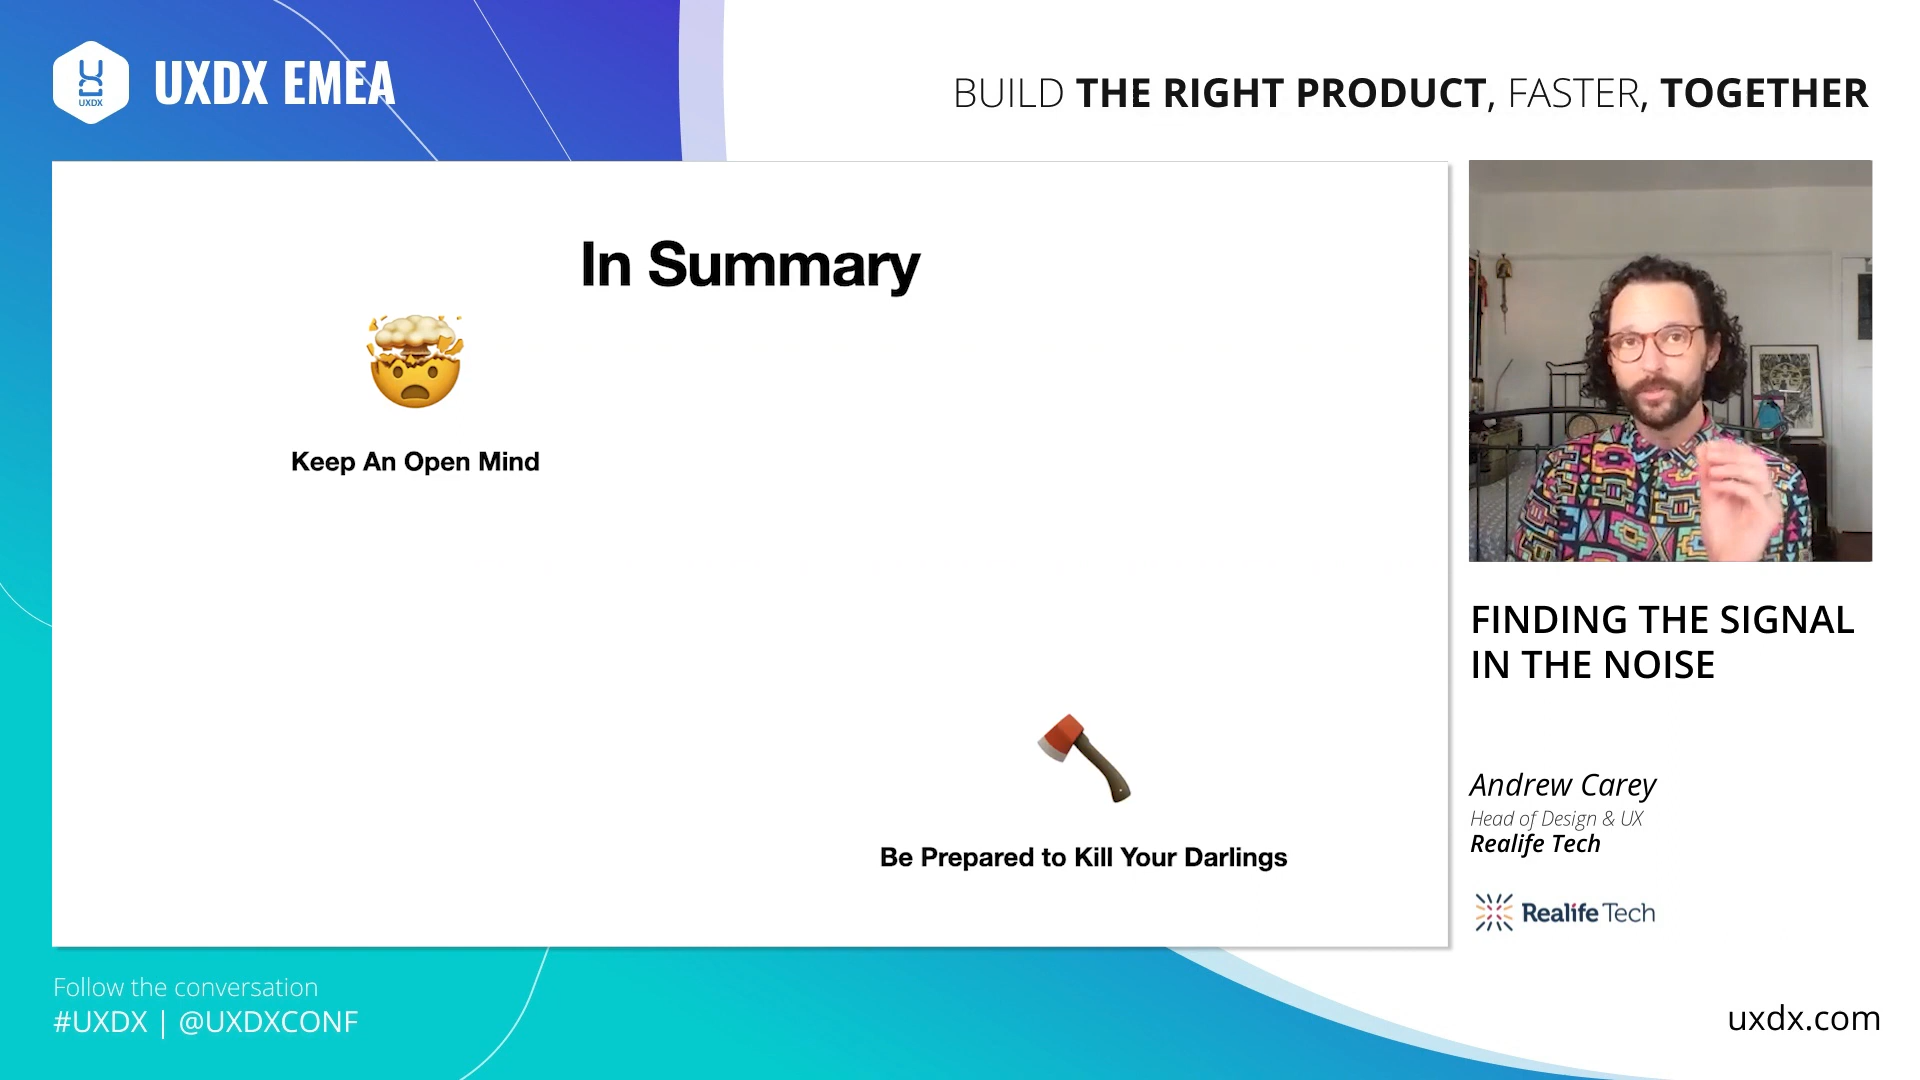 UXDX
UXDX EMEA
BUILD THE RIGHT PRODUCT, FASTER, TOGETHER
In Summary
Keep An Open Mind
Be Prepared to Kill Your Darlings
FINDING THE SIGNAL
IN THE NOISE
Andrew Carey
Head of Design & UX
Realife Tech
Realife Tech
Follow the conversation
#UXDX | @UXDXCONF
uxdx.com